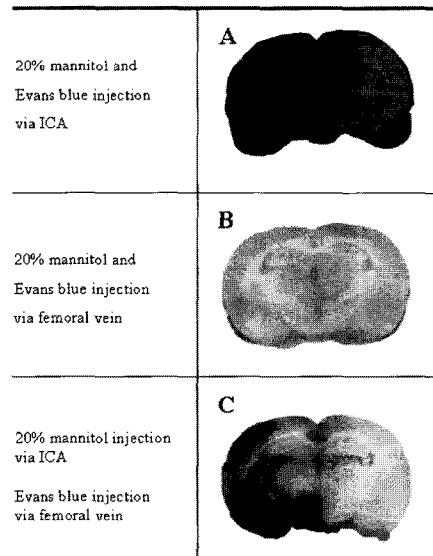 20% mannitol and
Evans blue injection
via ICA
A
20% mannitol and
Evans blue injection
via femoral vein
B
20% mannitol injection
via ICA
Evans blue injection
via femoral vein
C